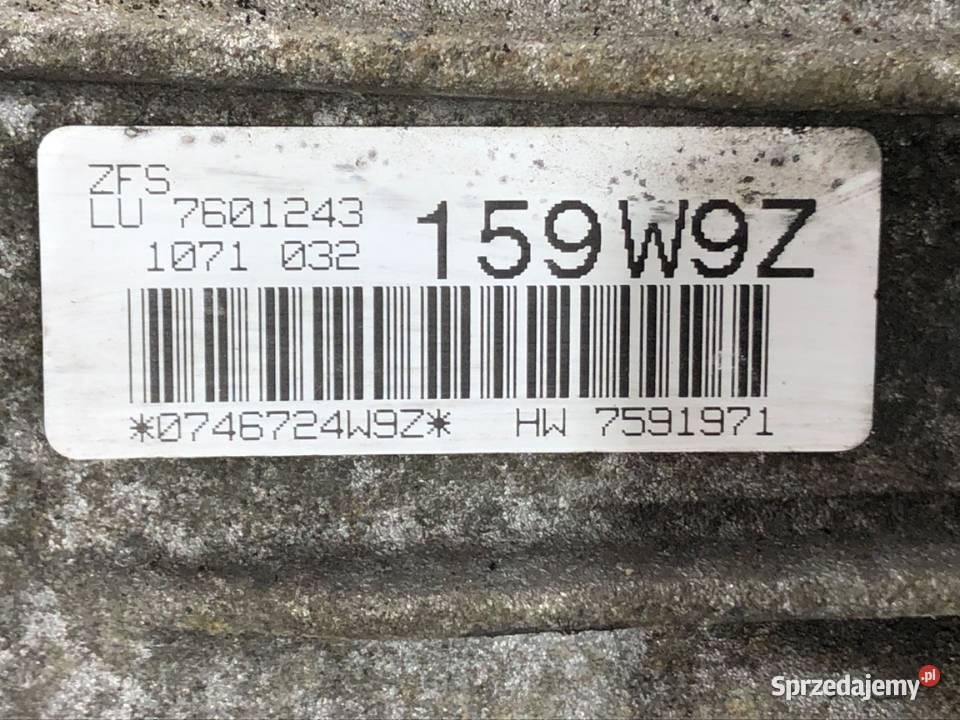 ZFS
LU 7601243
1071 032
159W9Z
*0746724W9Z* HW 7591971
Sprzedajemy.pl